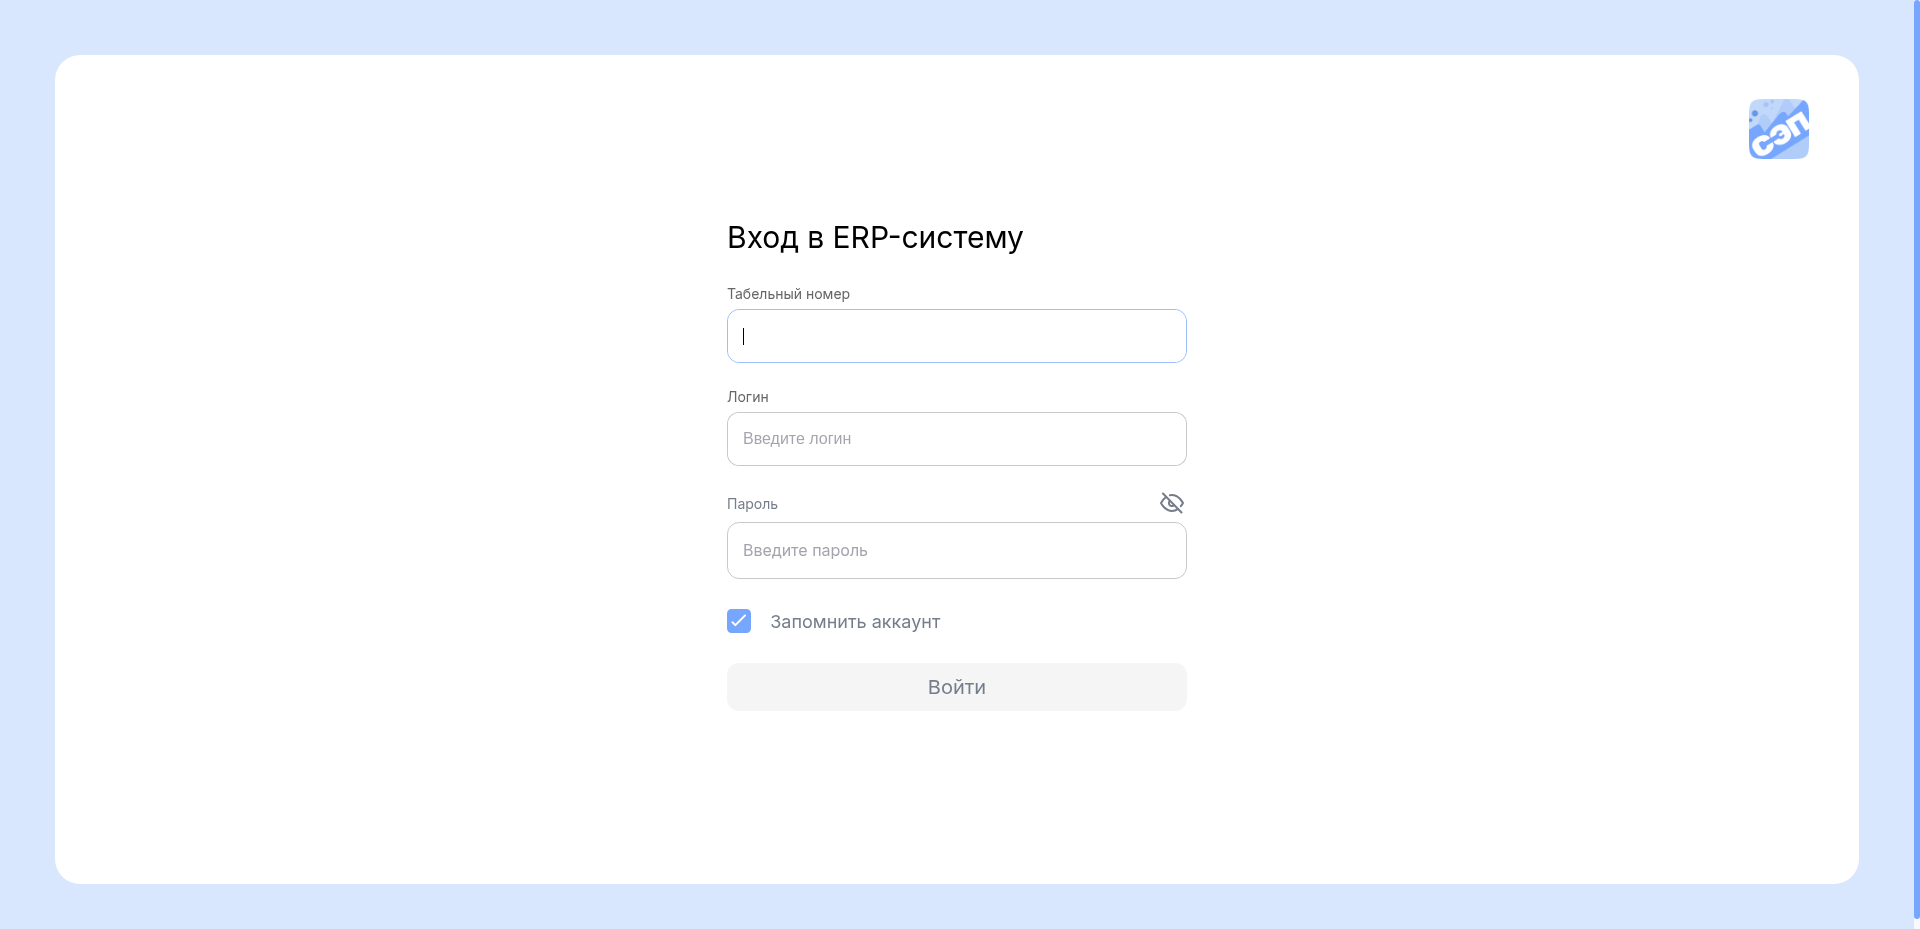 СЭП
Вход в ERP-систему
Табельный номер
Логин
Введите логин
Пароль
Введите пароль
Запомнить аккаунт
Войти